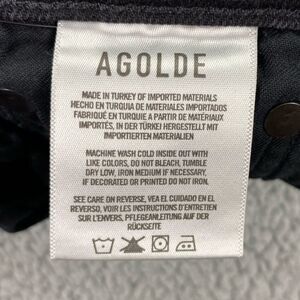 AGOLDE
MADE IN TURKEY OF IMPORTED MATERIALS
HECHO EN TURQUIA DE MATERIALES IMPORTADOS
FABRIQUÉ EN TURQUIE A PARTIR DE MATÉRIAUX
IMPORTÉS, IN DER TÜRKEI HERGESTELLT MIT
IMPORTIERTEN MATERIALIEN
MACHINE WASH COLD INSIDE OUT WITH
LIKE COLORS, DO NOT BLEACH, TUMBLE
DRY LOW, IRON MEDIUM IF NECESSARY,
IF DECORATED OR PRINTED DO NOT IRON.
SEE CARE ON REVERSE, VEA EL CUIDADO EN EL
REVERSO, VOIR LES INSTRUCTIONS D'ENTRETIEN
SUR L'ENVERS, PFLEGEANLEITUNG AUF DER
RÜCKSEITE